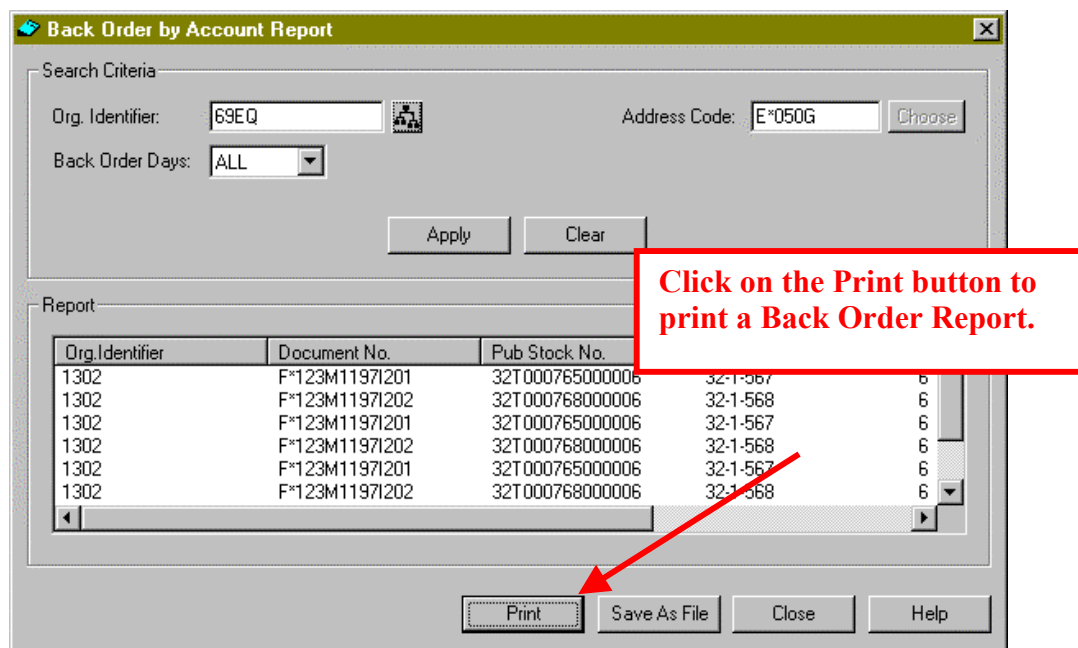 Back Order by Account Report
Search Criteria
Org. Identifier: 69EQ Address Code: E*050G Choose
Back Order Days: ALL
Apply Clear
Click on the Print button to
print a Back Order Report.
Report
Org.Identifier Document No. Pub Stock No.
1302 F*123M1197I201 32T000765000006 32-1-567 6
1302 F*123M1197I202 32T000768000006 32-1-568 6
1302 F*123M1197I201 32T000765000006 32-1-567 6
1302 F*123M1197I202 32T000768000006 32-1-568 6
1302 F*123M1197I201 32T000765000006 32-1-567 6
1302 F*123M1197I202 32T000768000006 32-1-568 6
Print Save As File Close Help